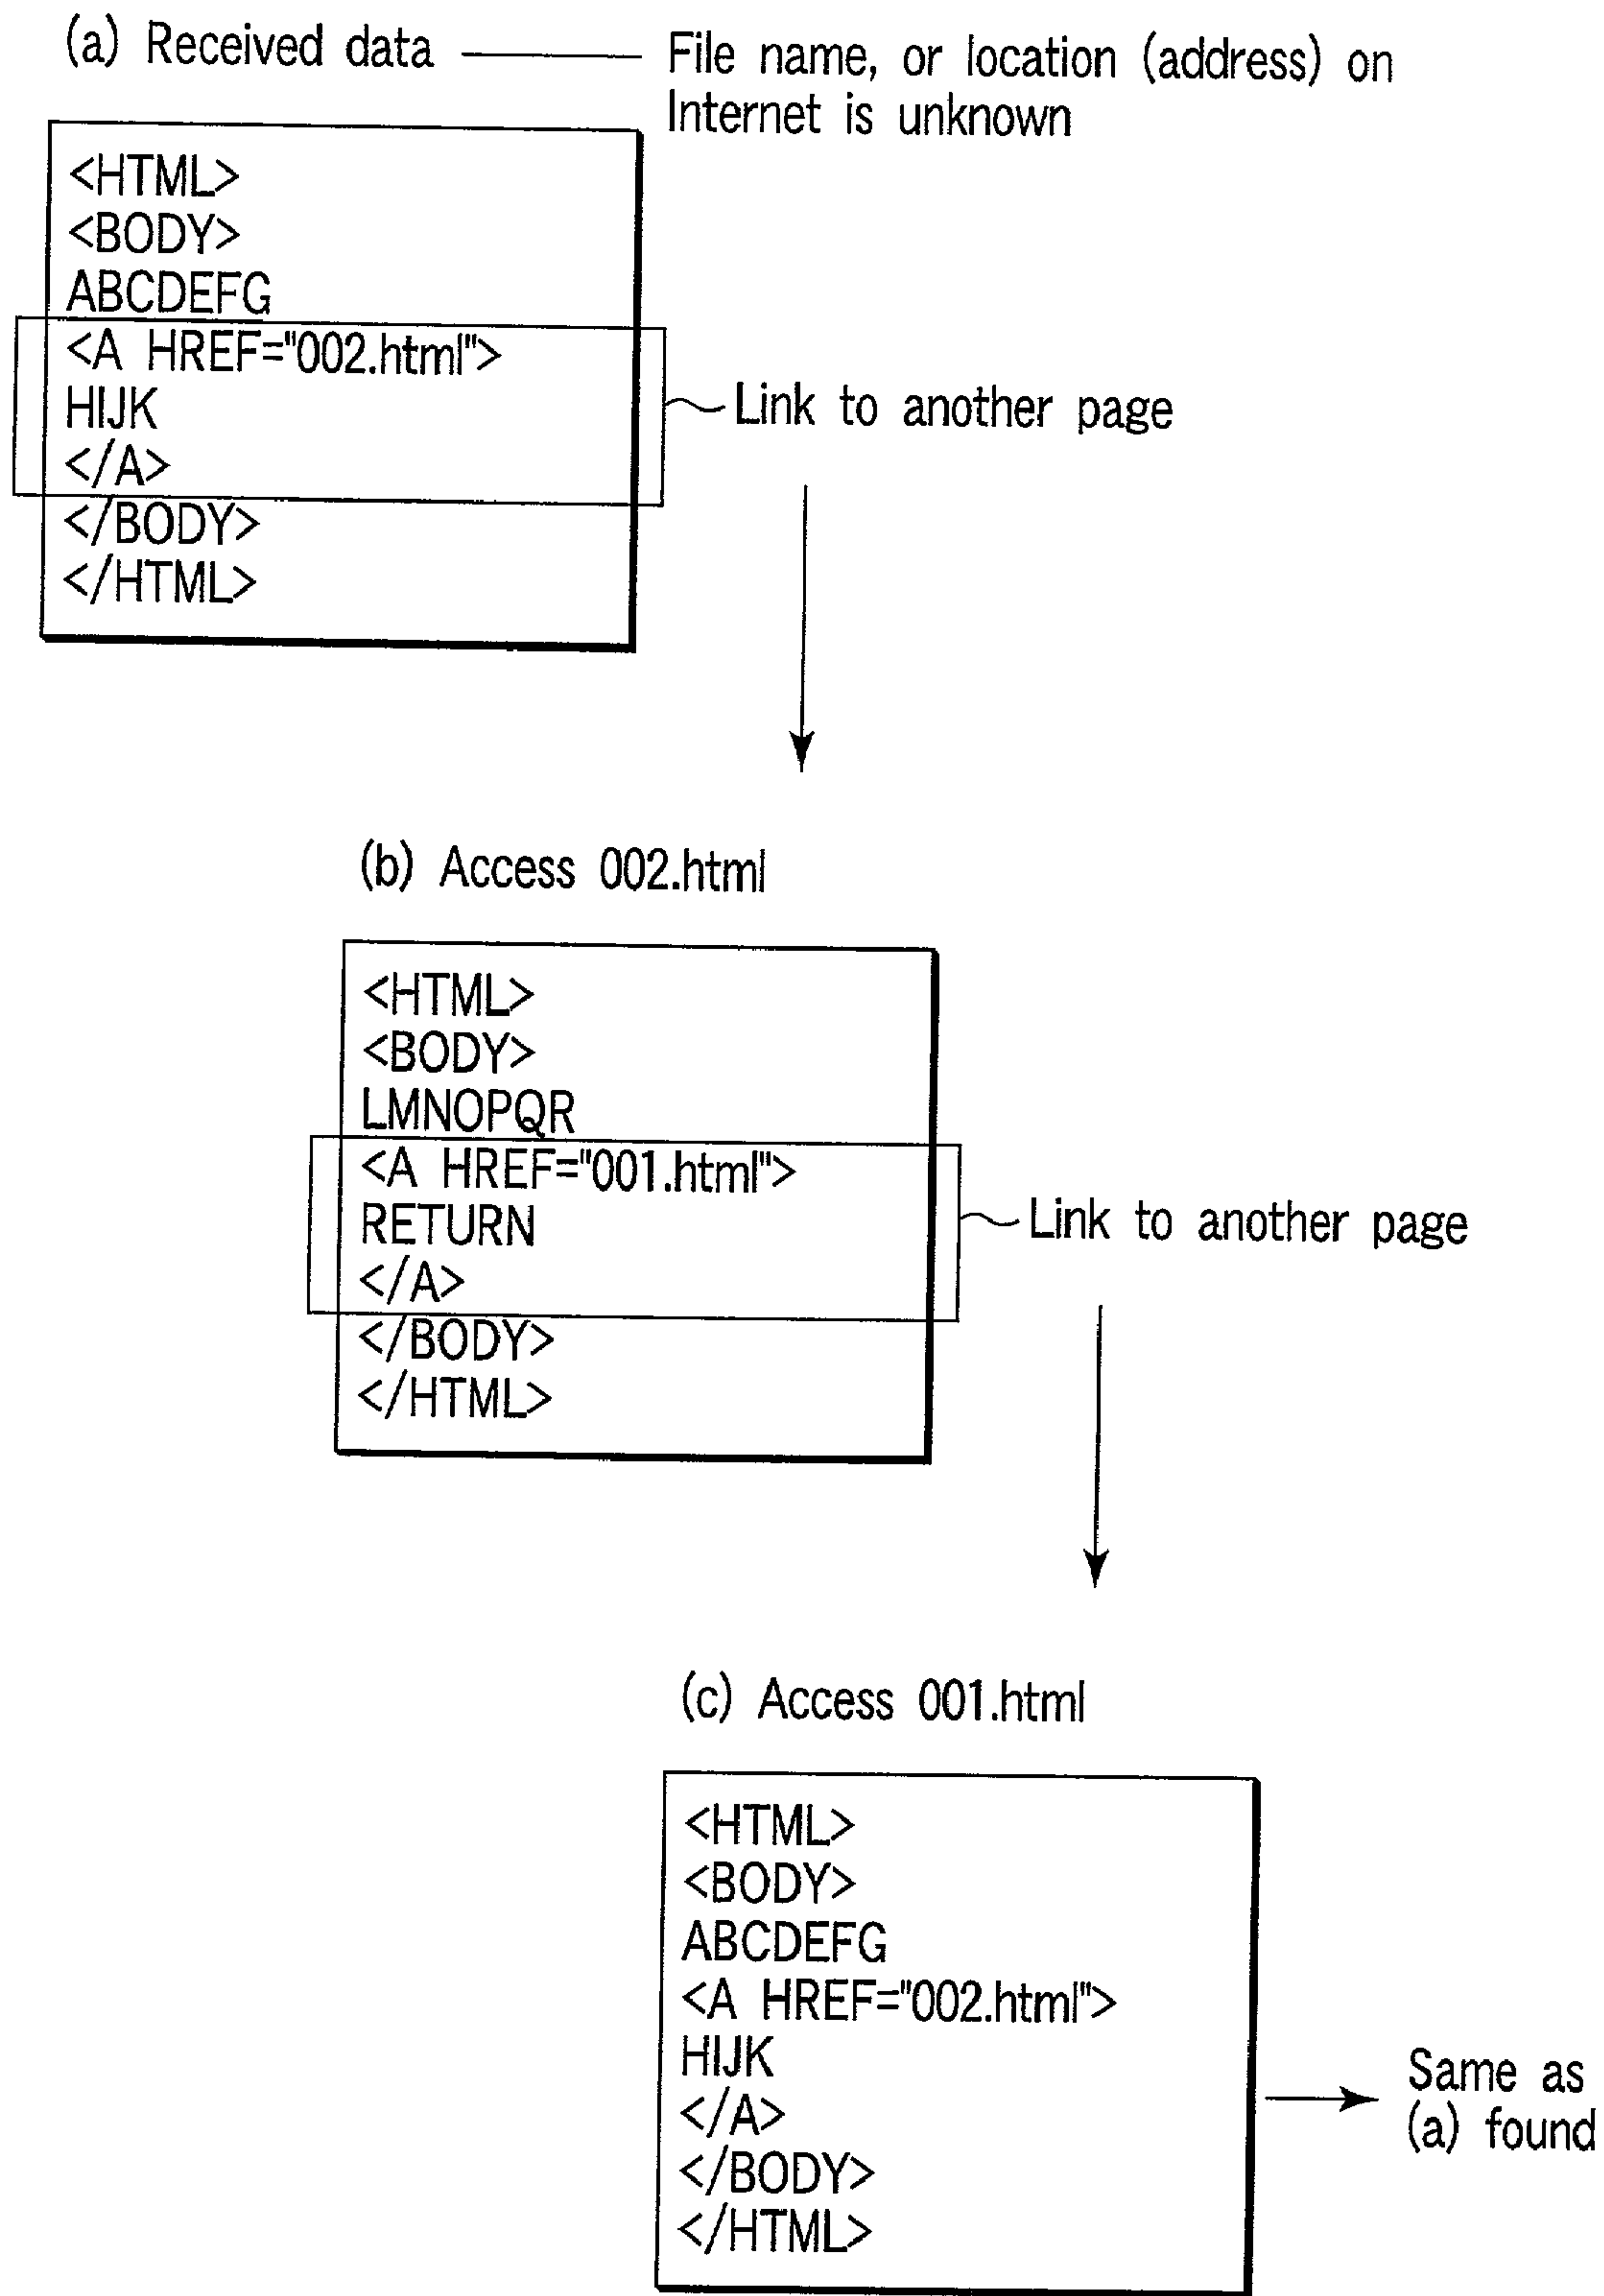 (a) Received data
File name, or location (address) on
Internet is unknown
<HTML>
<BODY>
ABCDEFG
<A HREF="002.html">
HIJK
</A>
</BODY>
</HTML>
Link to another page
(b) Access 002.html
<HTML>
<BODY>
LMNOPQR
<A HREF="001.html">
RETURN
</A>
</BODY>
</HTML>
Link to another page
(c) Access 001.html
<HTML>
<BODY>
ABCDEFG
<A HREF="002.html">
HIJK
</A>
</BODY>
</HTML>
Same as
(a) found